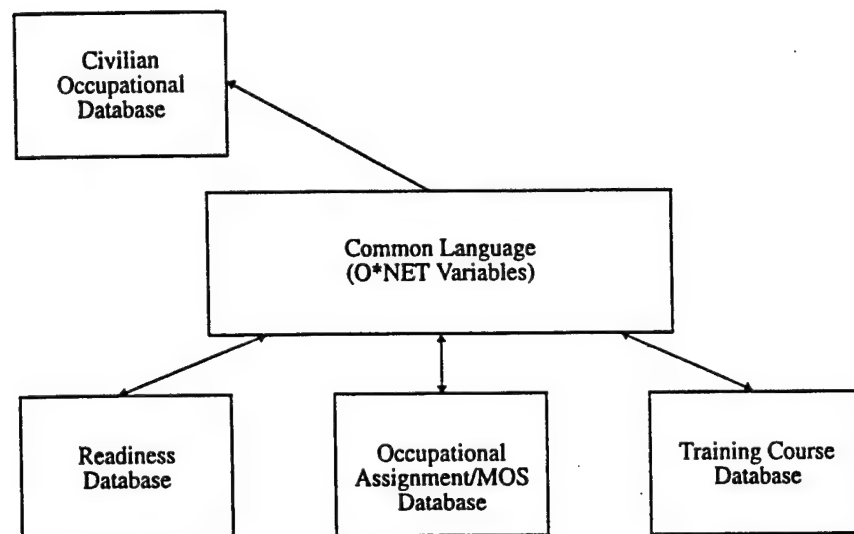 Civilian
Occupational
Database
Common Language
(O*NET Variables)
Readiness
Database
Occupational
Assignment/MOS
Database
Training Course
Database